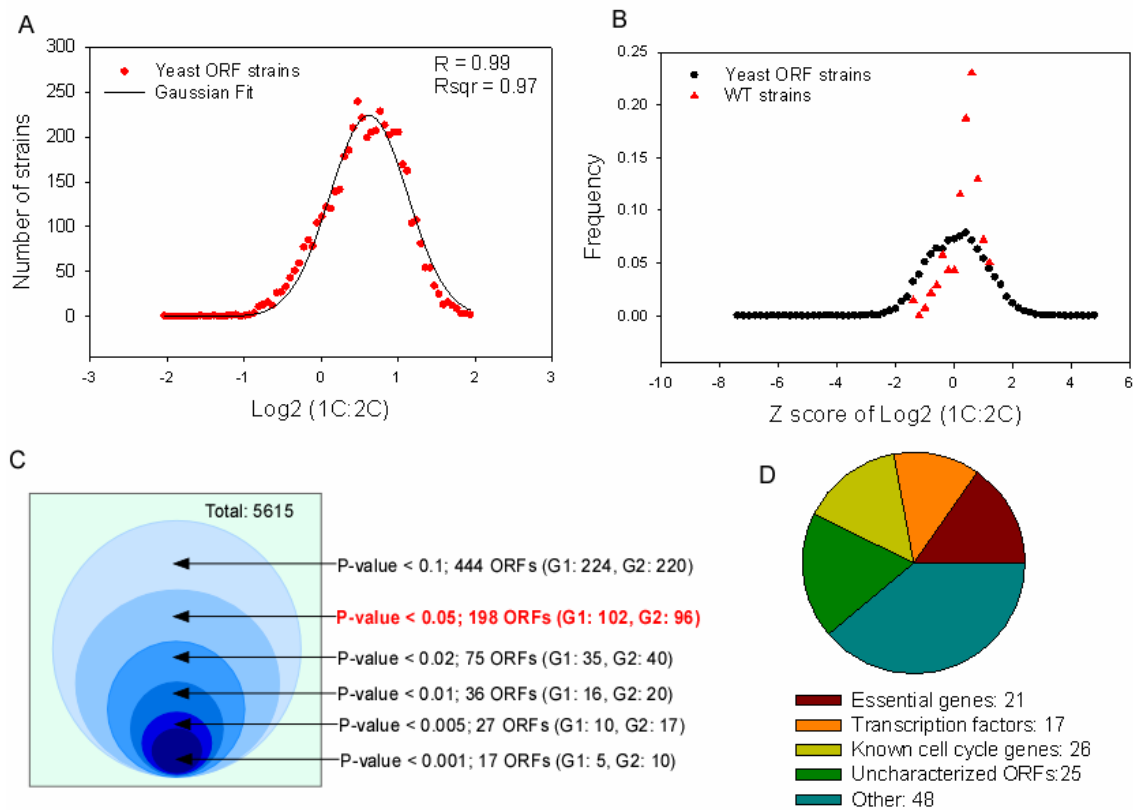 A
300
250
200
150
100
50
0
Number of strains
Yeast ORF strains
Gaussian Fit
R = 0.99
Rsqr = 0.97
-3 -2 -1 0 1 2 3
Log2 (1C:2C)
B
0.25
0.20
0.15
0.10
0.05
0.00
Frequency
Yeast ORF strains
WT strains
-10 -8 -6 -4 -2 0 2 4 6
Z score of Log2 (1C:2C)
C
Total: 5615
P-value < 0.1; 444 ORFs (G1: 224, G2: 220)
P-value < 0.05; 198 ORFs (G1: 102, G2: 96)
P-value < 0.02; 75 ORFs (G1: 35, G2: 40)
P-value < 0.01; 36 ORFs (G1: 16, G2: 20)
P-value < 0.005; 27 ORFs (G1: 10, G2: 17)
P-value < 0.001; 17 ORFs (G1: 5, G2: 10)
D
Essential genes: 21
Transcription factors: 17
Known cell cycle genes: 26
Uncharacterized ORFs:25
Other: 48